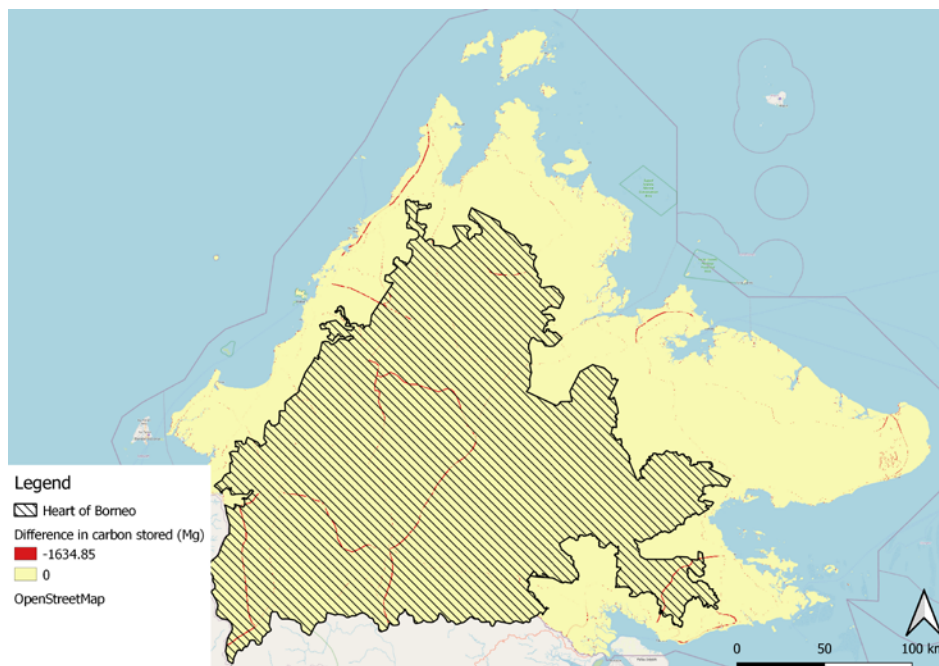 Legend
Heart of Borneo
Difference in carbon stored (Mg)
-1634.85
0
OpenStreetMap
0 50 100 km